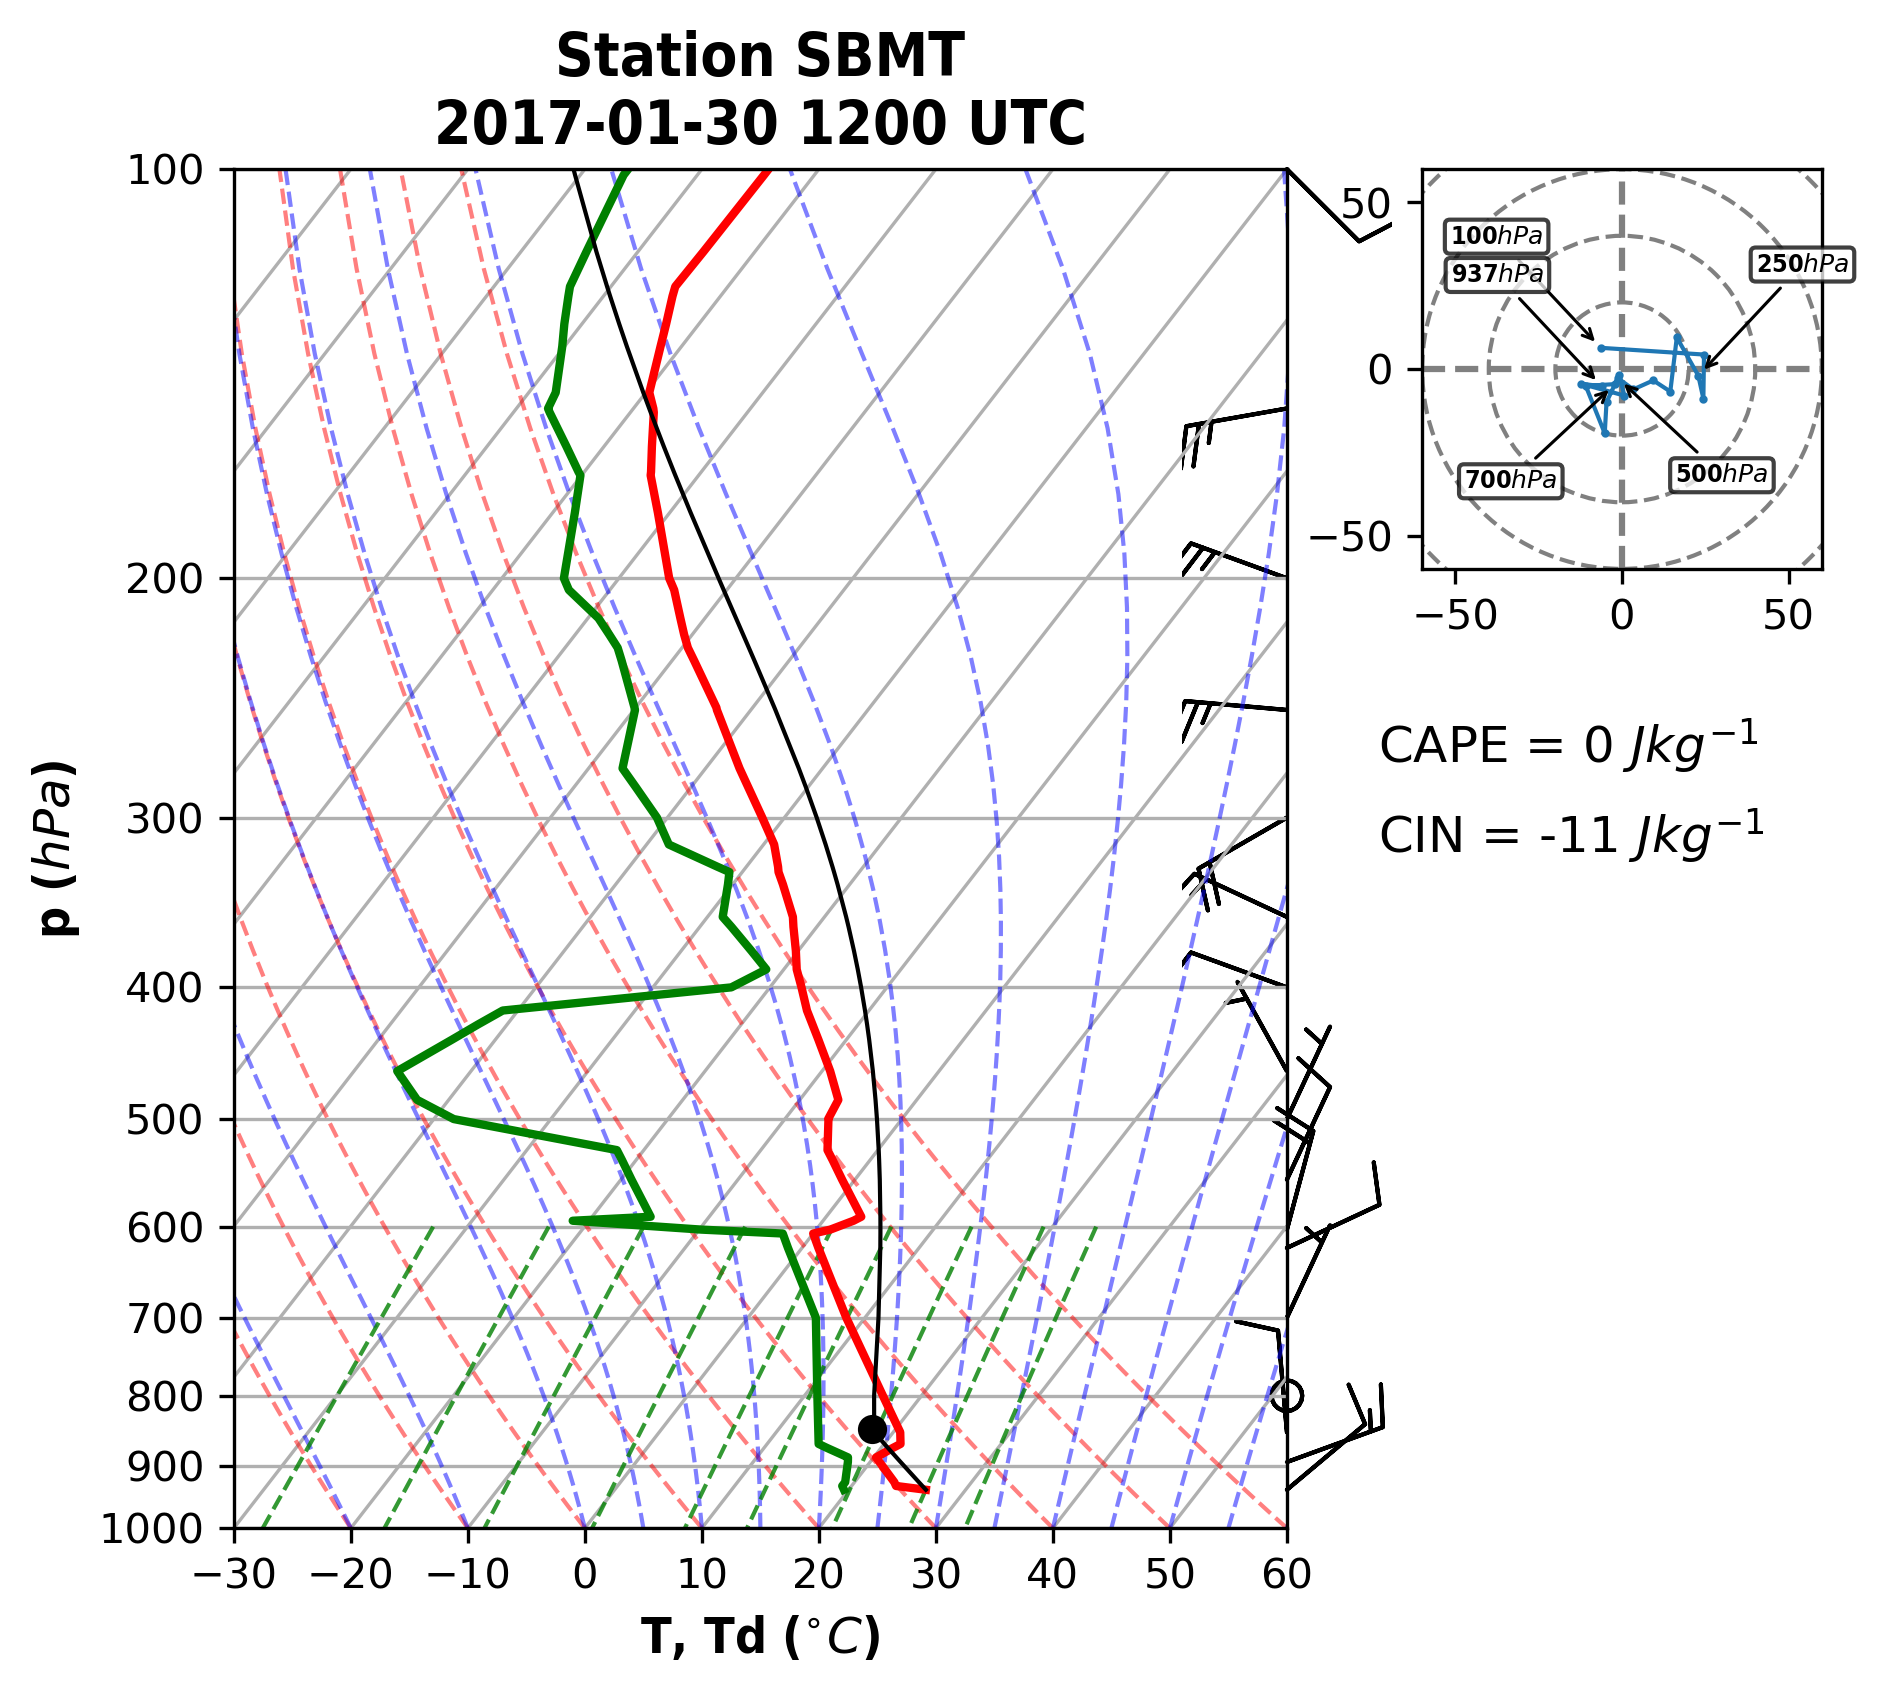 Station SBMT
2017-01-30 1200 UTC
100
200
300
400
500
600
700
800
900
1000
p (hPa)
−30 −20 −10 0 10 20 30 40 50 60
T, Td (°C)
50
0
−50
−50 0 50
100hPa
937hPa
250hPa
700hPa
500hPa
CAPE = 0 Jkg⁻¹
CIN = -11 Jkg⁻¹